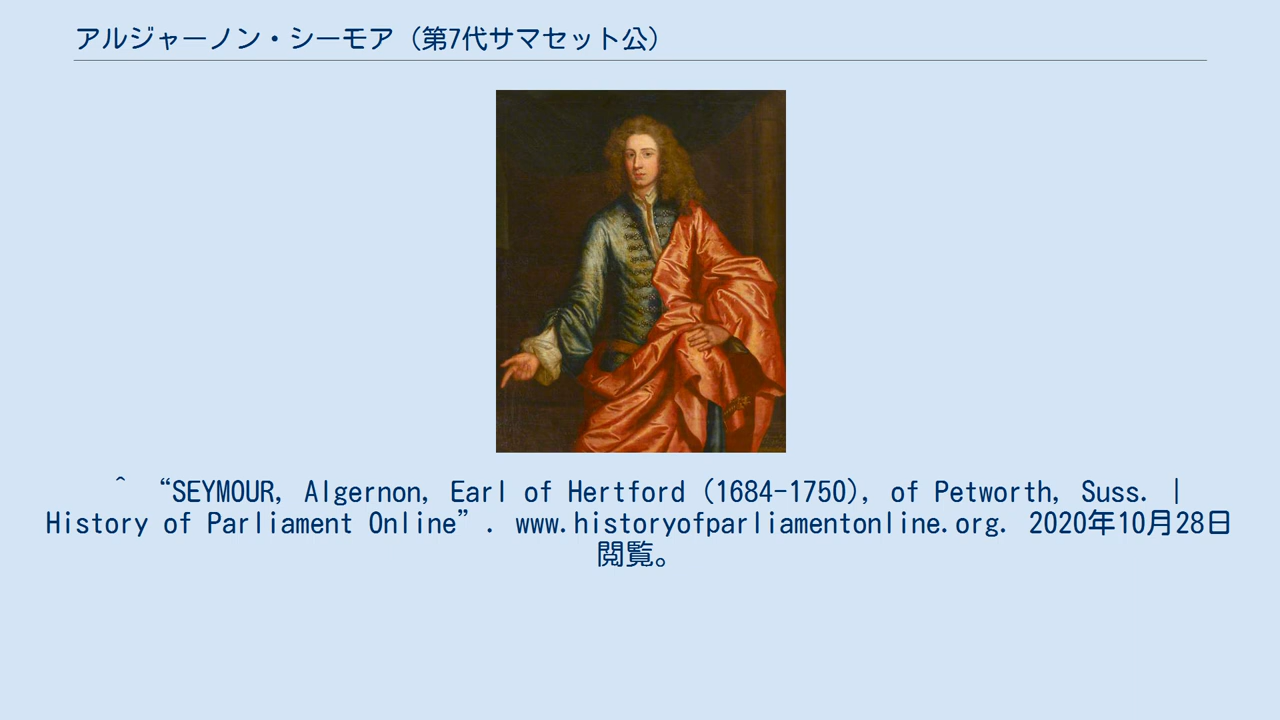 アルジャーノン・シーモア（第7代サマセット公）
^ “SEYMOUR, Algernon, Earl of Hertford (1684-1750), of Petworth, Suss. |
History of Parliament Online”. www.historyofparliamentonline.org. 2020年10月28日
閲覧。